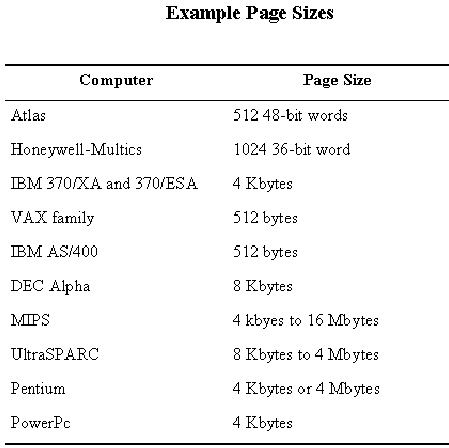 Example Page Sizes
Computer Page Size
Atlas 512 48-bit words
Honeywell-Multics 1024 36-bit word
IBM 370/XA and 370/ESA 4 Kbytes
VAX family 512 bytes
IBM AS/400 512 bytes
DEC Alpha 8 Kbytes
MIPS 4 kbyes to 16 Mbytes
UltraSPARC 8 Kbytes to 4 Mbytes
Pentium 4 Kbytes or 4 Mbytes
PowerPc 4 Kbytes